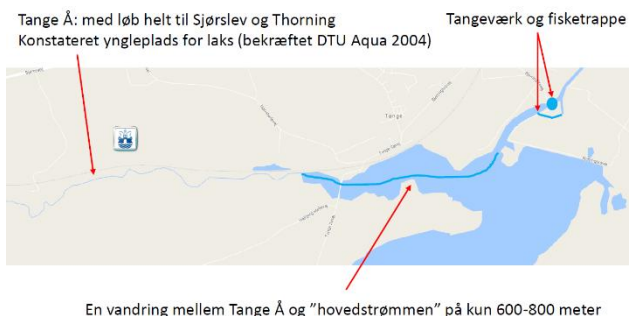 Tange Å: med løb helt til Sjørslev og Thorning
Konstateret yngleplads for laks (bekræftet DTU Aqua 2004)
Tangeværk og fisketrappe
Tange
En vandring mellem Tange Å og ”hovedstrømmen” på kun 600-800 meter